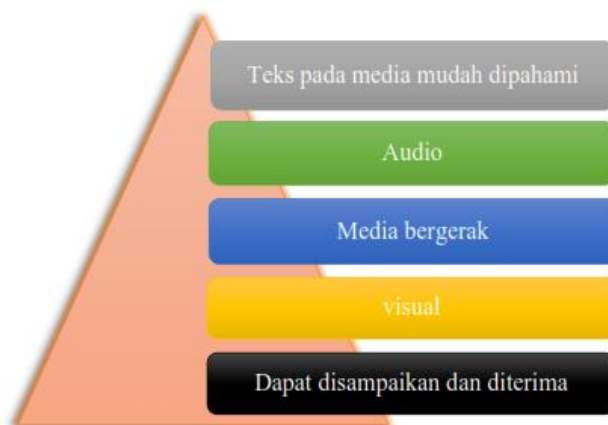 Teks pada media mudah dipahami
Audio
Media bergerak
visual
Dapat disampaikan dan diterima